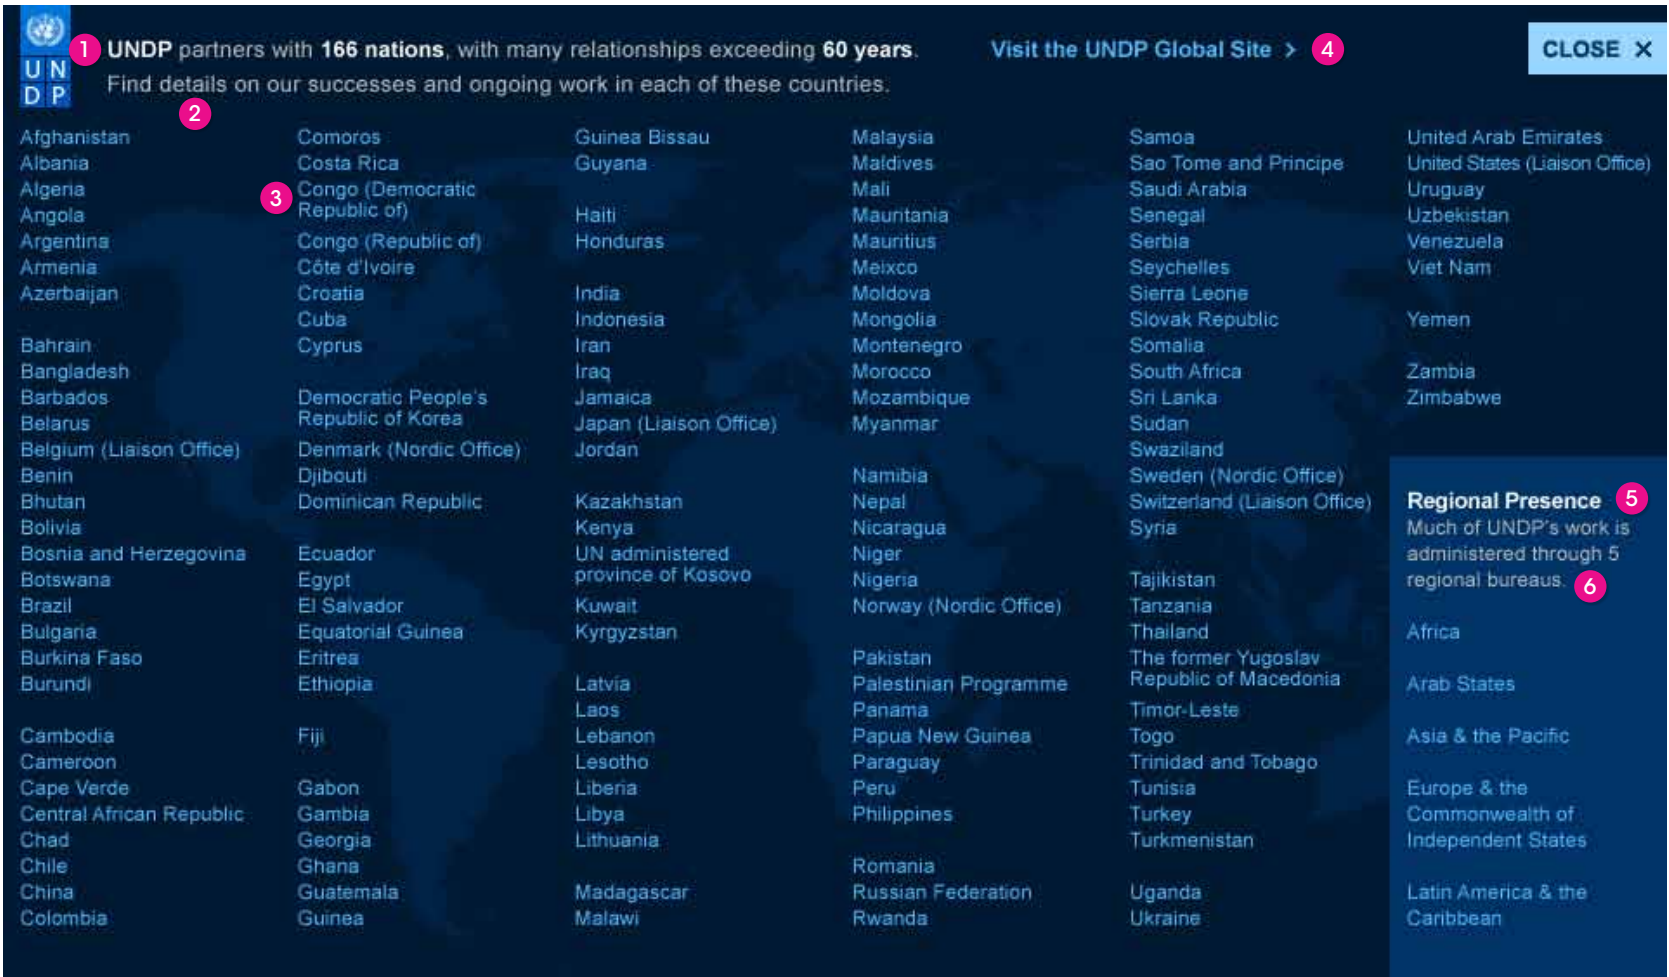 UN
DP
1 UNDP partners with 166 nations, with many relationships exceeding 60 years.
Find details on our successes and ongoing work in each of these countries.
2
Visit the UNDP Global Site > 4
CLOSE X
Afghanistan
Albania
Algeria
Angola
Argentina
Armenia
Azerbaijan
Bahrain
Bangladesh
Barbados
Belarus
Belgium (Liaison Office)
Benin
Bhutan
Bolivia
Bosnia and Herzegovina
Botswana
Brazil
Bulgaria
Burkina Faso
Burundi
Cambodia
Cameroon
Cape Verde
Central African Republic
Chad
Chile
China
Colombia
Comoros
Costa Rica
3 Congo (Democratic
Republic of)
Congo (Republic of)
Côte d'Ivoire
Croatia
Cuba
Cyprus
Democratic People's
Republic of Korea
Denmark (Nordic Office)
Djibouti
Dominican Republic
Ecuador
Egypt
El Salvador
Equatorial Guinea
Eritrea
Ethiopia
Fiji
Gabon
Gambia
Georgia
Ghana
Guatemala
Guinea
Guinea Bissau
Guyana
Haiti
Honduras
India
Indonesia
Iran
Iraq
Jamaica
Japan (Liaison Office)
Jordan
Kazakhstan
Kenya
UN administered
province of Kosovo
Kuwait
Kyrgyzstan
Latvia
Laos
Lebanon
Lesotho
Liberia
Libya
Lithuania
Madagascar
Malawi
Malaysia
Maldives
Mali
Mauritania
Mauritius
Meixco
Moldova
Mongolia
Montenegro
Morocco
Mozambique
Myanmar
Namibia
Nepal
Nicaragua
Niger
Nigeria
Norway (Nordic Office)
Pakistan
Palestinian Programme
Panama
Papua New Guinea
Paraguay
Peru
Philippines
Romania
Russian Federation
Rwanda
Samoa
Sao Tome and Principe
Saudi Arabia
Senegal
Serbia
Seychelles
Sierra Leone
Slovak Republic
Somalia
South Africa
Sri Lanka
Sudan
Swaziland
Sweden (Nordic Office)
Switzerland (Liaison Office)
Syria
Tajikistan
Tanzania
Thailand
The former Yugoslav
Republic of Macedonia
Timor-Leste
Togo
Trinidad and Tobago
Tunisia
Turkey
Turkmenistan
Uganda
Ukraine
United Arab Emirates
United States (Liaison Office)
Uruguay
Uzbekistan
Venezuela
Viet Nam
Yemen
Zambia
Zimbabwe
Regional Presence 5
Much of UNDP's work is
administered through 5
regional bureaus. 6
Africa
Arab States
Asia & the Pacific
Europe & the
Commonwealth of
Independent States
Latin America & the
Caribbean